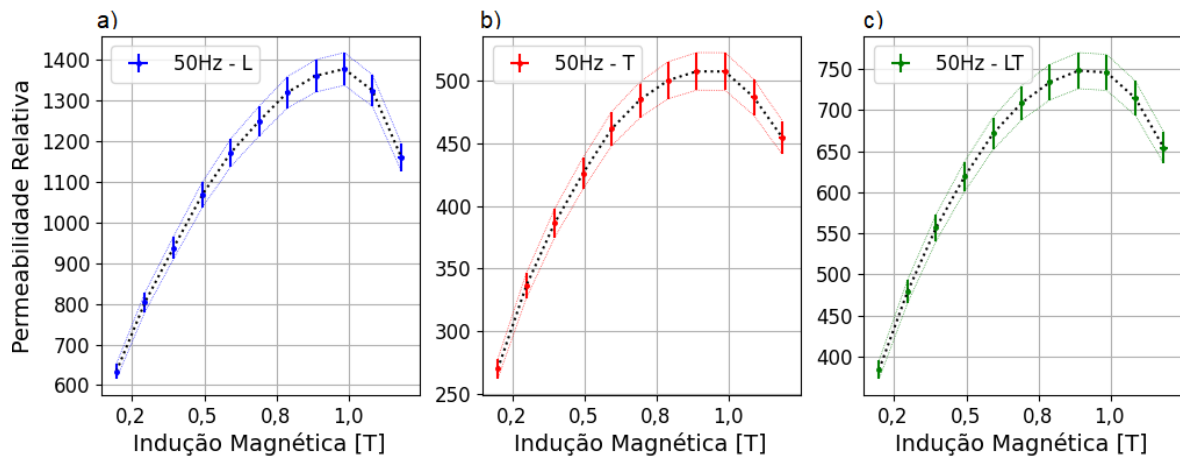 a)
50Hz - L
Permeabilidade Relativa
1400
1300
1200
1100
1000
900
800
700
600
0,2 0,5 0,8 1,0
Indução Magnética [T]
b)
50Hz - T
500
450
400
350
300
250
0,2 0,5 0,8 1,0
Indução Magnética [T]
c)
50Hz - LT
750
700
650
600
550
500
450
400
0,2 0,5 0,8 1,0
Indução Magnética [T]